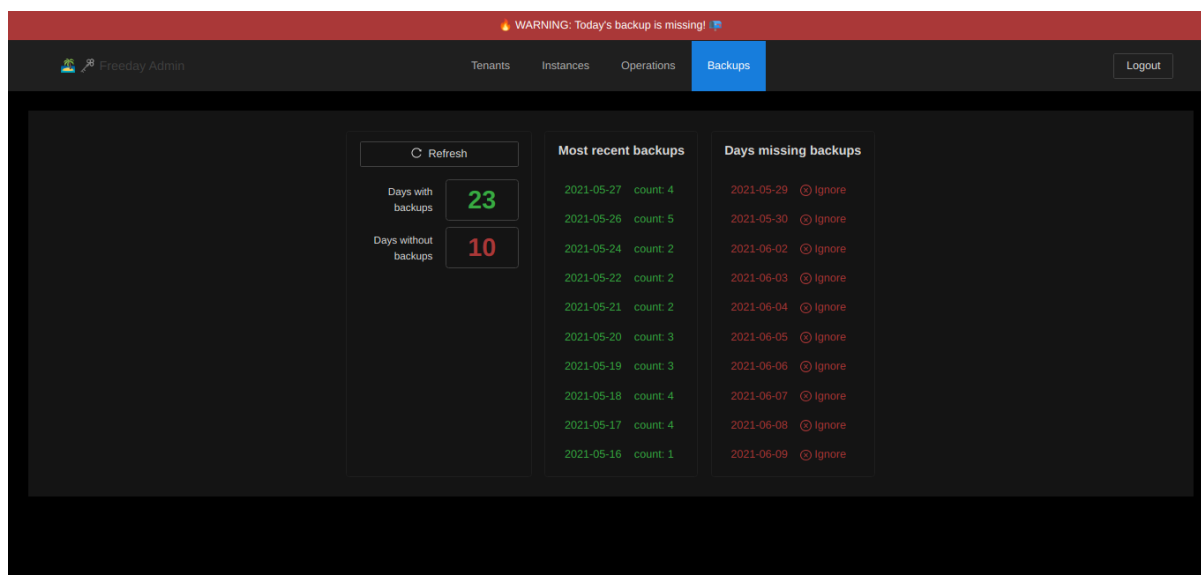 🔥 WARNING: Today's backup is missing!
Freeday Admin
Tenants Instances Operations Backups
Logout
Refresh
Days with
backups
23
Days without
backups
10
Most recent backups
2021-05-27 count: 4
2021-05-26 count: 5
2021-05-24 count: 2
2021-05-22 count: 2
2021-05-21 count: 2
2021-05-20 count: 3
2021-05-19 count: 3
2021-05-18 count: 4
2021-05-17 count: 4
2021-05-16 count: 1
Days missing backups
2021-05-29 Ignore
2021-05-30 Ignore
2021-06-02 Ignore
2021-06-03 Ignore
2021-06-04 Ignore
2021-06-05 Ignore
2021-06-06 Ignore
2021-06-07 Ignore
2021-06-08 Ignore
2021-06-09 Ignore